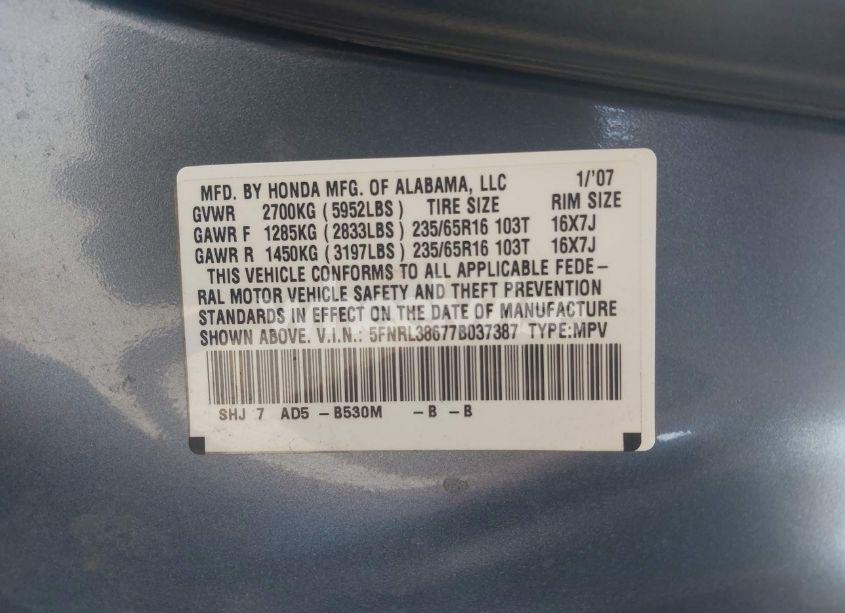 MFD. BY HONDA MFG. OF ALABAMA, LLC 1/'07
GVWR 2700KG ( 5952LBS ) TIRE SIZE RIM SIZE
GAWR F 1285KG ( 2833LBS ) 235/65R16 103T 16X7J
GAWR R 1450KG ( 3197LBS ) 235/65R16 103T 16X7J
THIS VEHICLE CONFORMS TO ALL APPLICABLE FEDE-
RAL MOTOR VEHICLE SAFETY AND THEFT PREVENTION
STANDARDS IN EFFECT ON THE DATE OF MANUFACTURE
SHOWN ABOVE. V.I.N.: 5FNRL38677B037387 TYPE:MPV
SHJ 7 AD5 -B530M -B -B